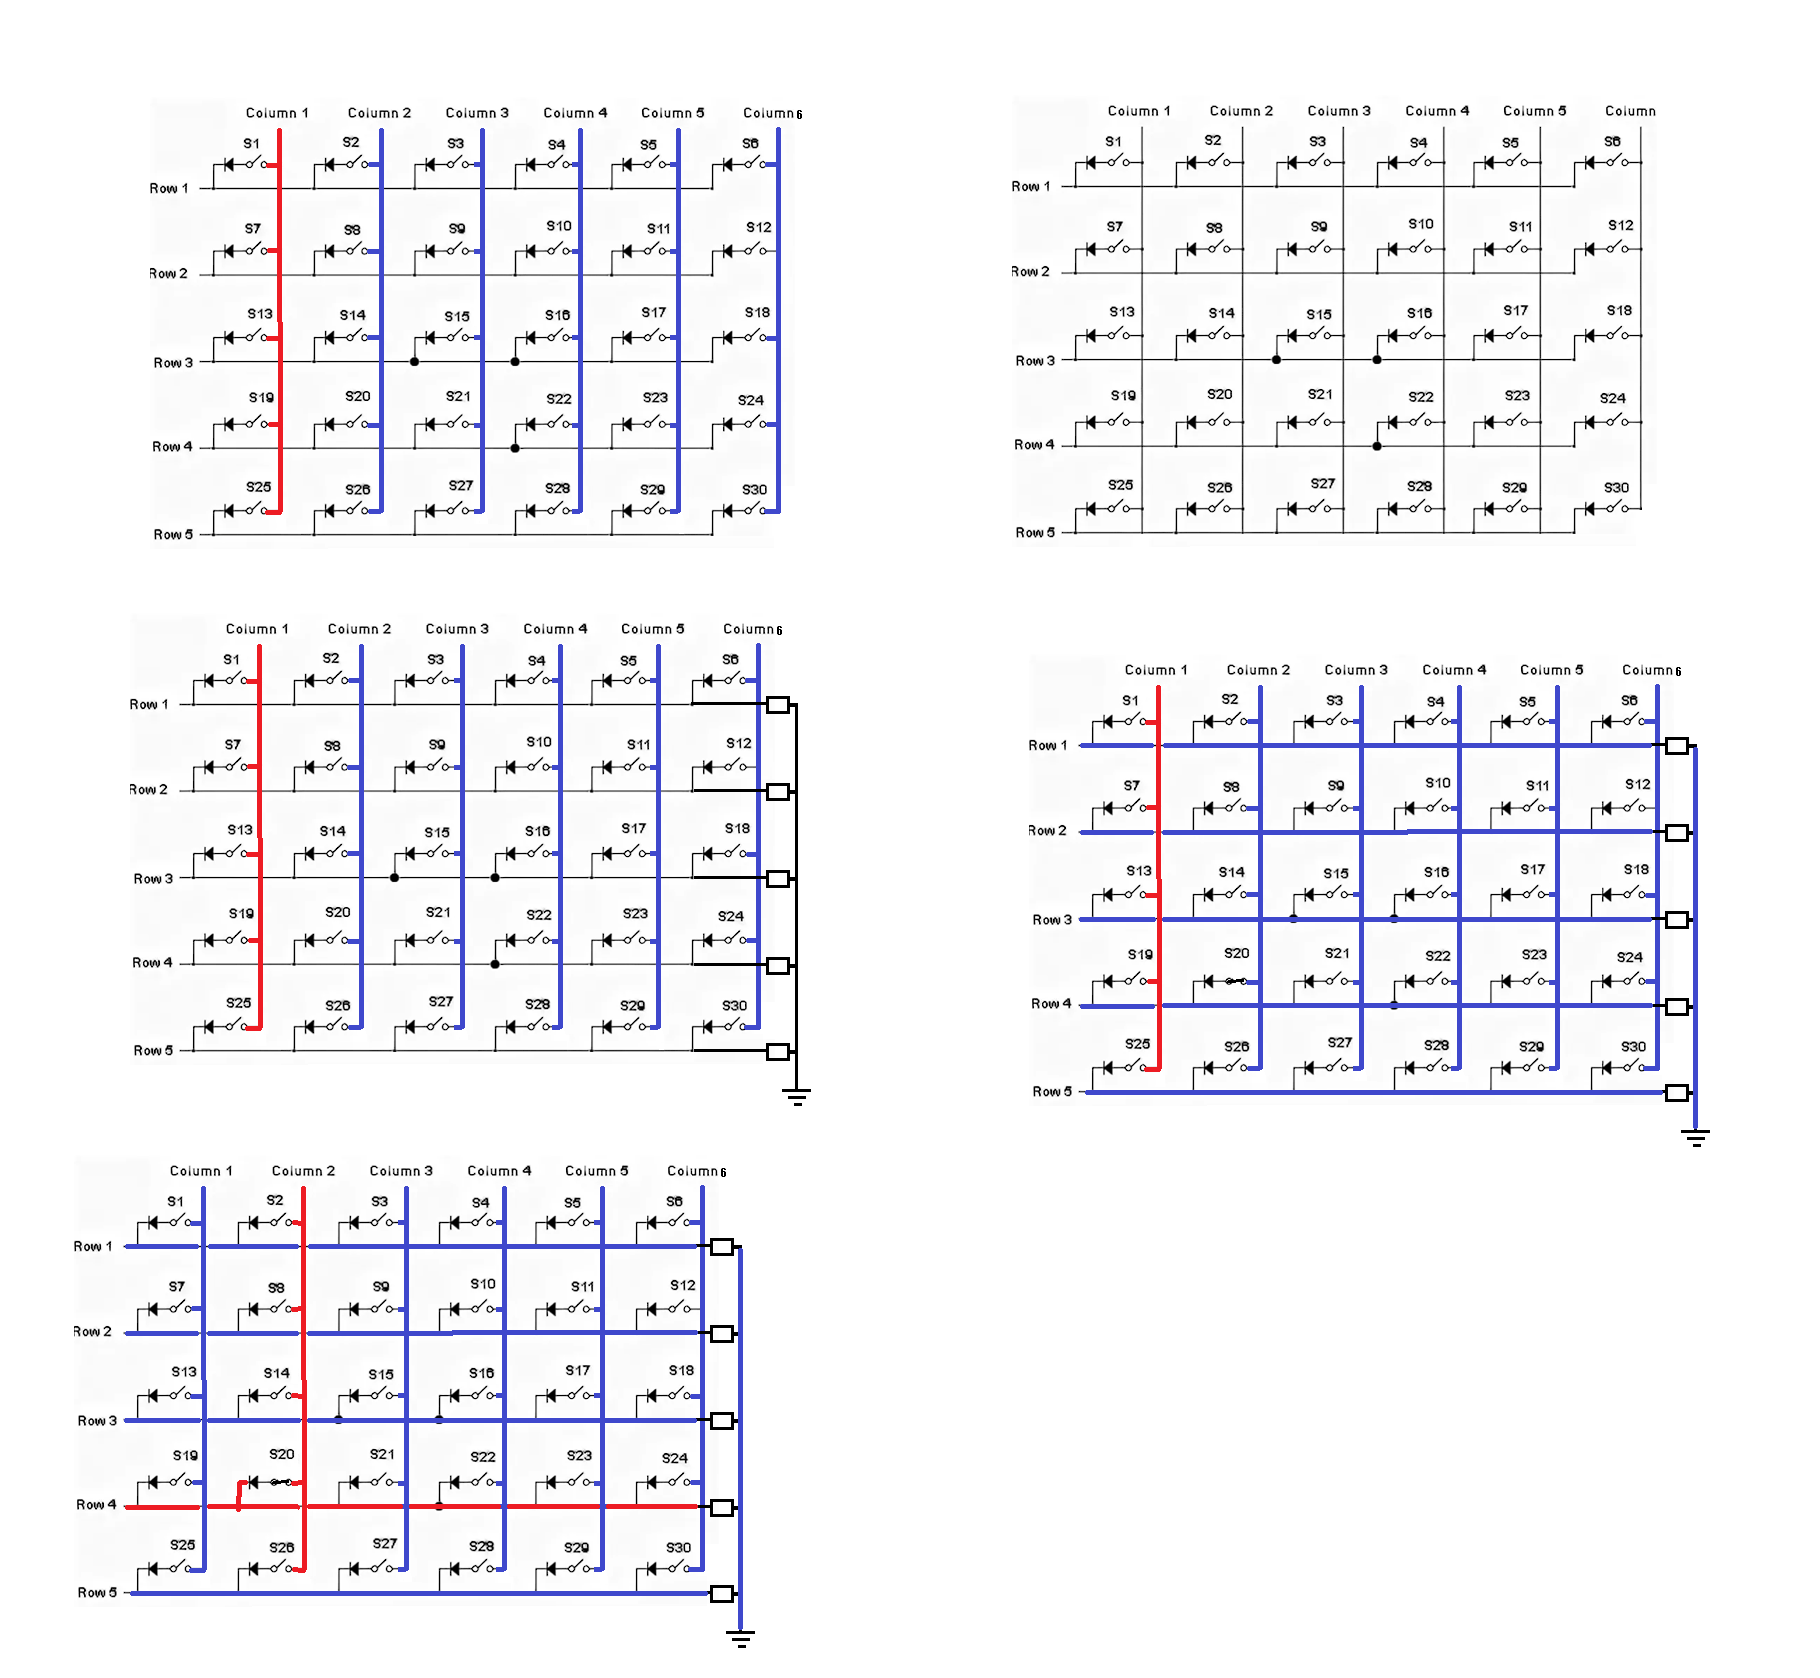 Column 1 Column 2 Column 3 Column 4 Column 5 Column 6
S1 S2 S3 S4 S5 S6
Row 1
S7 S8 S9 S10 S11 S12
Row 2
S13 S14 S15 S16 S17 S18
Row 3
S19 S20 S21 S22 S23 S24
Row 4
S25 S26 S27 S28 S29 S30
Row 5
Column 1 Column 2 Column 3 Column 4 Column 5 Column
S1 S2 S3 S4 S5 S6
Row 1
S7 S8 S9 S10 S11 S12
Row 2
S13 S14 S15 S16 S17 S18
Row 3
S19 S20 S21 S22 S23 S24
Row 4
S25 S26 S27 S28 S29 S30
Row 5
Column 1 Column 2 Column 3 Column 4 Column 5 Column 6
S1 S2 S3 S4 S5 S6
Row 1
S7 S8 S9 S10 S11 S12
Row 2
S13 S14 S15 S16 S17 S18
Row 3
S19 S20 S21 S22 S23 S24
Row 4
S25 S26 S27 S28 S29 S30
Row 5
Column 1 Column 2 Column 3 Column 4 Column 5 Column 6
S1 S2 S3 S4 S5 S6
Row 1
S7 S8 S9 S10 S11 S12
Row 2
S13 S14 S15 S16 S17 S18
Row 3
S19 S20 S21 S22 S23 S24
Row 4
S25 S26 S27 S28 S29 S30
Row 5
Column 1 Column 2 Column 3 Column 4 Column 5 Column 6
S1 S2 S3 S4 S5 S6
Row 1
S7 S8 S9 S10 S11 S12
Row 2
S13 S14 S15 S16 S17 S18
Row 3
S19 S20 S21 S22 S23 S24
Row 4
S25 S26 S27 S28 S29 S30
Row 5